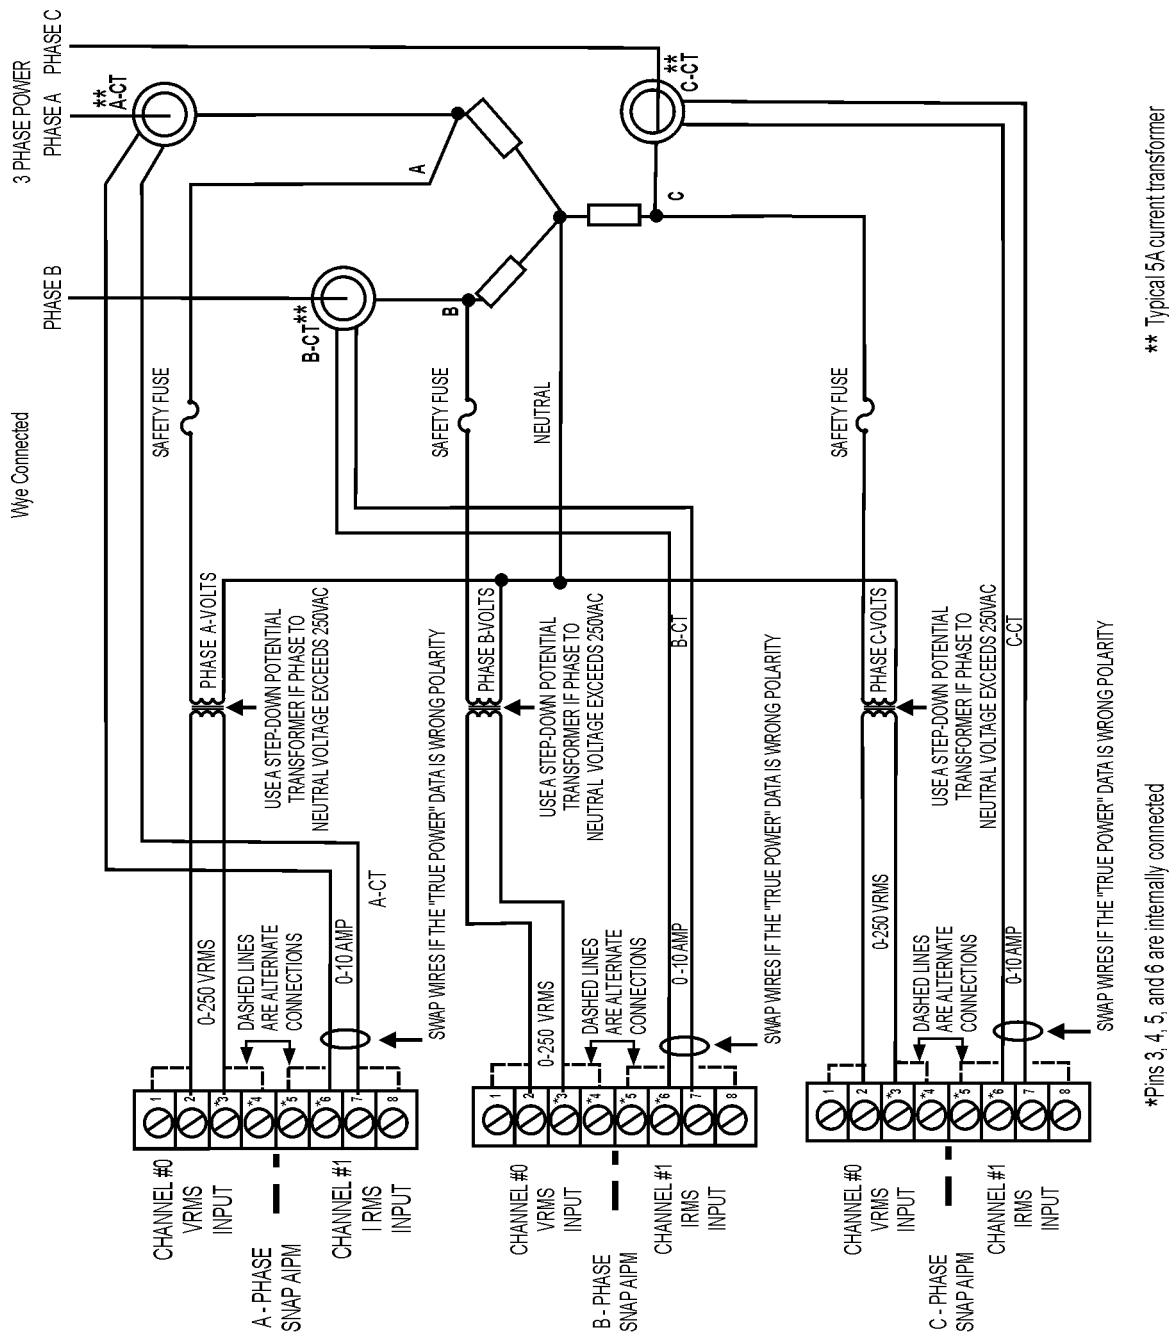 Wye Connected
3 PHASE POWER
PHASE B
PHASE A
PHASE C
**
A-CT
B-CT**
**
C-CT
A
B
C
SAFETY FUSE
SAFETY FUSE
NEUTRAL
SAFETY FUSE
PHASE A-VOLTS
USE A STEP-DOWN POTENTIAL
TRANSFORMER IF PHASE TO
NEUTRAL VOLTAGE EXCEEDS 250VAC
PHASE B-VOLTS
USE A STEP-DOWN POTENTIAL
TRANSFORMER IF PHASE TO
NEUTRAL VOLTAGE EXCEEDS 250VAC
B-CT
PHASE C-VOLTS
USE A STEP-DOWN POTENTIAL
TRANSFORMER IF PHASE TO
NEUTRAL VOLTAGE EXCEEDS 250VAC
C-CT
0-250 VRMS
DASHED LINES
ARE ALTERNATE
CONNECTIONS
0-10 AMP
A-CT
SWAP WIRES IF THE "TRUE POWER" DATA IS WRONG POLARITY
0-250 VRMS
DASHED LINES
ARE ALTERNATE
CONNECTIONS
0-10 AMP
SWAP WIRES IF THE "TRUE POWER" DATA IS WRONG POLARITY
0-250 VRMS
DASHED LINES
ARE ALTERNATE
CONNECTIONS
0-10 AMP
SWAP WIRES IF THE "TRUE POWER" DATA IS WRONG POLARITY
1
2
*3
*4
*5
*6
7
8
1
2
*3
*4
*5
*6
7
8
1
2
*3
*4
*5
*6
7
8
CHANNEL #0
VRMS
INPUT
CHANNEL #1
I RMS
INPUT
A - PHASE
SNAP AIPM
CHANNEL #0
VRMS
INPUT
CHANNEL #1
IRMS
INPUT
B - PHASE
SNAP AIPM
CHANNEL #0
VRMS
INPUT
CHANNEL #1
IRMS
INPUT
C - PHASE
SNAP AIPM
*Pins 3, 4, 5, and 6 are internally connected
** Typical 5A current transformer